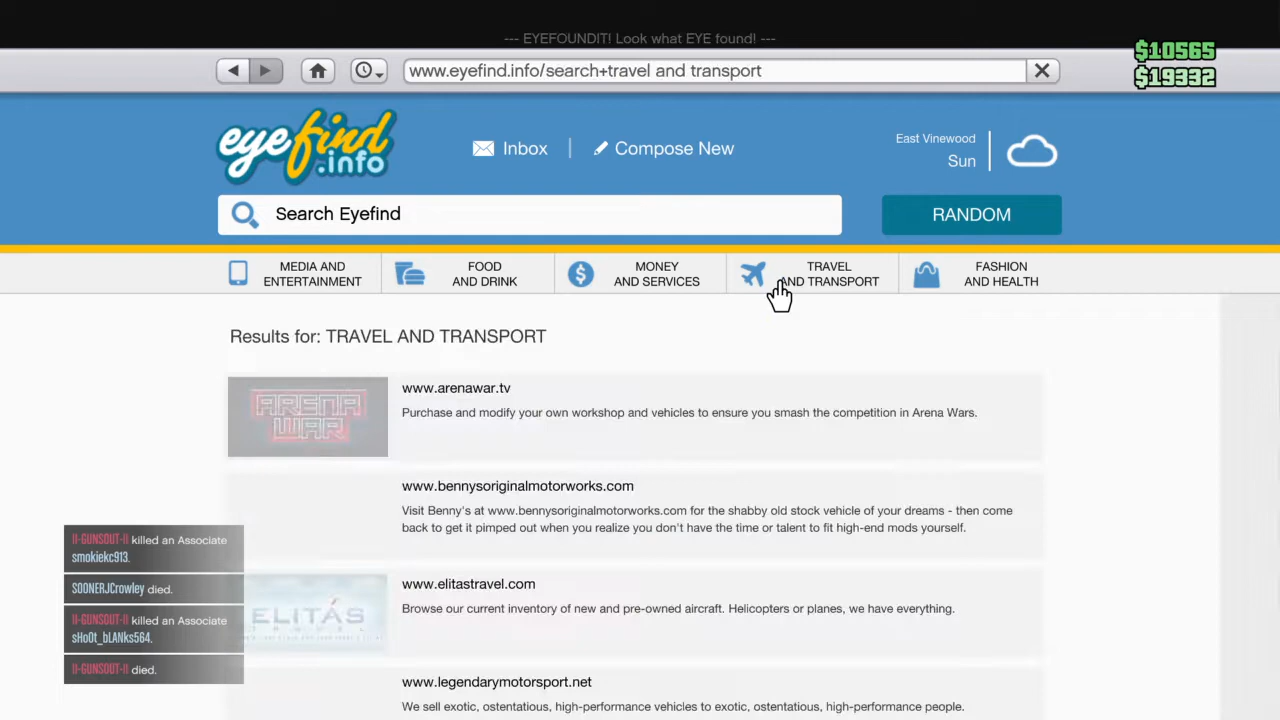 --- EYEFOUNDIT! Look what EYE found! ---
$10565
$19332
www.eyefind.info/search+travel and transport
eyefind
.info
Inbox
Compose New
East Vinewood
Sun
Search Eyefind
RANDOM
MEDIA AND
ENTERTAINMENT
FOOD
AND DRINK
MONEY
AND SERVICES
TRAVEL
AND TRANSPORT
FASHION
AND HEALTH
Results for: TRAVEL AND TRANSPORT
ARENA
WAR
www.arenawar.tv
Purchase and modify your own workshop and vehicles to ensure you smash the competition in Arena Wars.
www.bennysoriginalmotorworks.com
Visit Benny's at www.bennysoriginalmotorworks.com for the shabby old stock vehicle of your dreams - then come
back to get it pimped out when you realize you don't have the time or talent to fit high-end mods yourself.
ELITÁS
www.elitastravel.com
Browse our current inventory of new and pre-owned aircraft. Helicopters or planes, we have everything.
www.legendarymotorsport.net
We sell exotic, ostentatious, high-performance vehicles to exotic, ostentatious, high-performance people.
II-GUNSOUT-II killed an Associate
smokiekc913.
SOONERJCrowley died.
II-GUNSOUT-II killed an Associate
sHoOt_bLANks564.
II-GUNSOUT-II died.